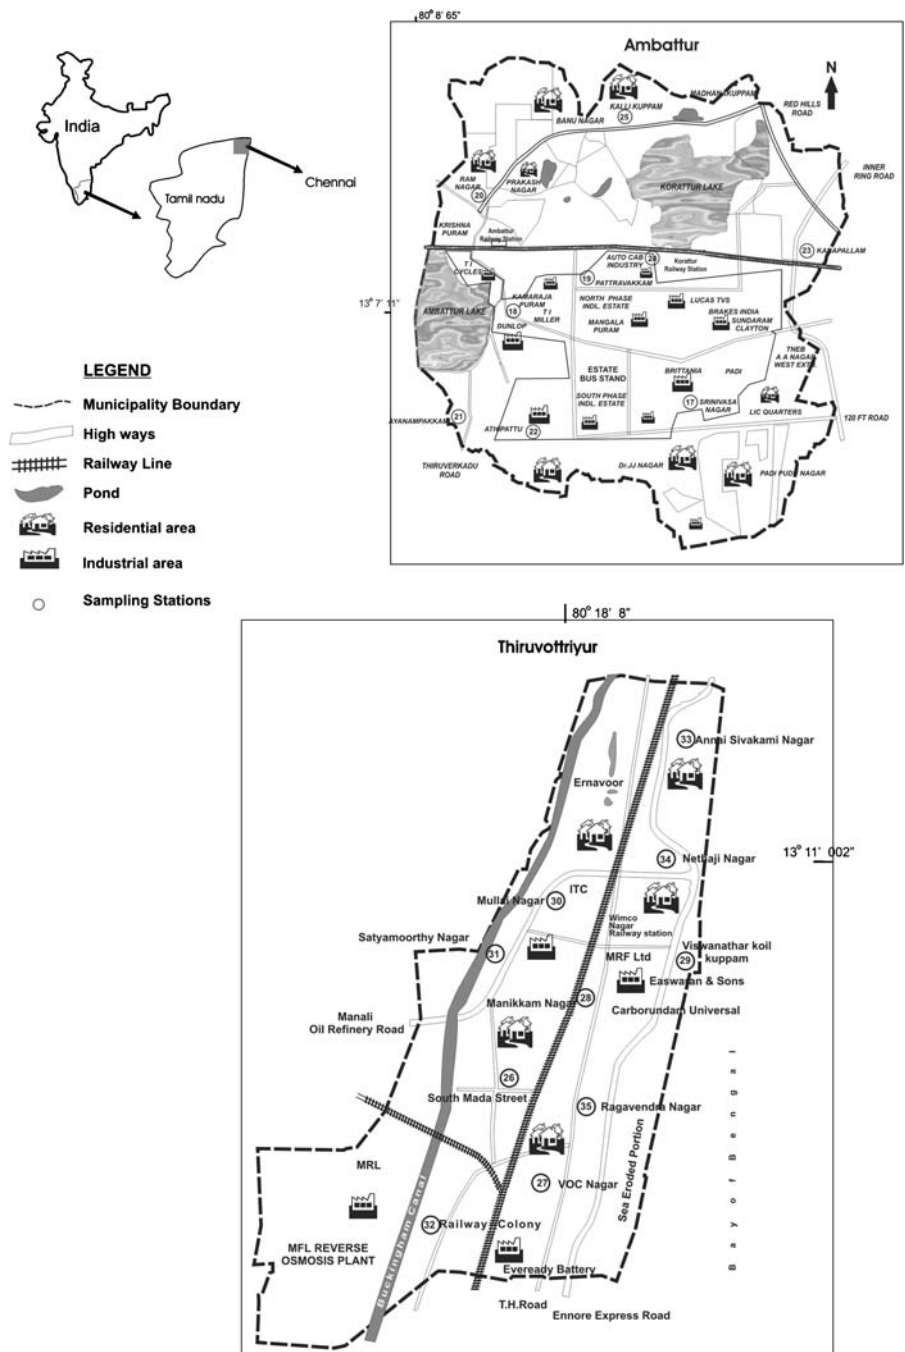 80° 8' 65"
Ambattur
N
India
Tamil nadu
Chennai
MADHANAKUPPAM
KALLI KUPPAM
25
BANU NAGAR
RED HILLS
ROAD
INNER
RING ROAD
RAM
NAGAR
20
PRAKASH
NAGAR
KORATTUR LAKE
KRISHNA
PURAM
Ambattur
Railway Station
23
KADAPALLAM
AUTO CAB
INDUSTRY
24
Korattur
Railway Station
T I
CYCLES
19
PATTRAVAKKAM
13° 7' 11"
AMBATTUR LAKE
KAMARAJA
PURAM
18
T I
MILLER
DUNLOP
NORTH PHASE
INDL. ESTATE
MANGALA
PURAM
LUCAS TVS
BRAKES INDIA
SUNDARAM
CLAYTON
TNEB
A A NAGAR
WEST EXTN.
ESTATE
BUS STAND
BRITTANIA
PADI
SOUTH PHASE
INDL. ESTATE
17
SRINIVASA
NAGAR
LIC QUARTERS
120 FT ROAD
AYANAMPAKKAM
21
ATHIPATTU
22
THIRUVERKADU
ROAD
Dr.JJ NAGAR
PADI PUDU NAGAR
LEGEND
Municipality Boundary
High ways
Railway Line
Pond
Residential area
Industrial area
Sampling Stations
80° 18' 8"
Thiruvottriyur
33
Annai Sivakami Nagar
Ernavoor
13° 11' 002"
34
Nethaji Nagar
ITC
Mullai Nagar
30
Wimco
Nagar
Railway station
Satyamoorthy Nagar
31
MRF Ltd
Viswanathar koil
kuppam
29
Easwaran & Sons
Manikkam Nagar
28
Carborundam Universal
Manali
Oil Refinery Road
26
South Mada Street
35
Ragavendra Nagar
Sea Eroded Portion
Bay of Bengal
MRL
27
VOC Nagar
32
Railway Colony
Buckingham Canal
MFL REVERSE
OSMOSIS PLANT
Eveready Battery
T.H.Road
Ennore Express Road